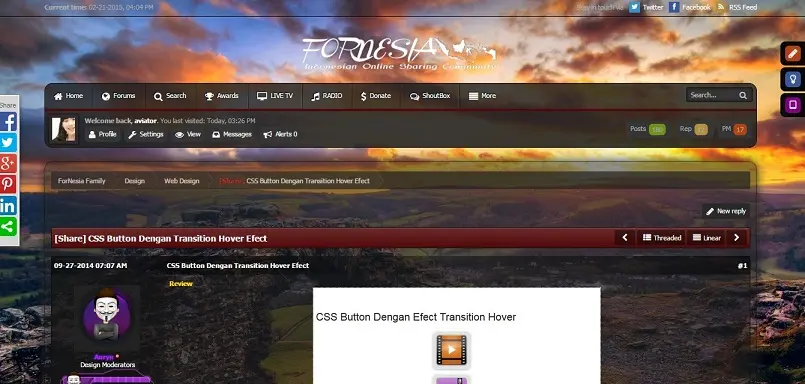 Current time: 02-21-2015, 04:04 PM
Stay in touch via: Twitter Facebook RSS Feed
FORNESIA
Indonesian Online Sharing Community
Home Forums Search Awards LIVE TV RADIO Donate ShoutBox More Search...
Welcome back, aviator. You last visited: Today, 03:26 PM
Profile Settings View Messages Alerts 0
Posts 180 Rep 71 PM 17
Share
ForNesia Family Design Web Design [Share] CSS Button Dengan Transition Hover Efect
New reply
[Share] CSS Button Dengan Transition Hover Efect Threaded Linear
09-27-2014 07:07 AM CSS Button Dengan Transition Hover Efect #1
Review
CSS Button Dengan Efect Transition Hover
Design Moderators